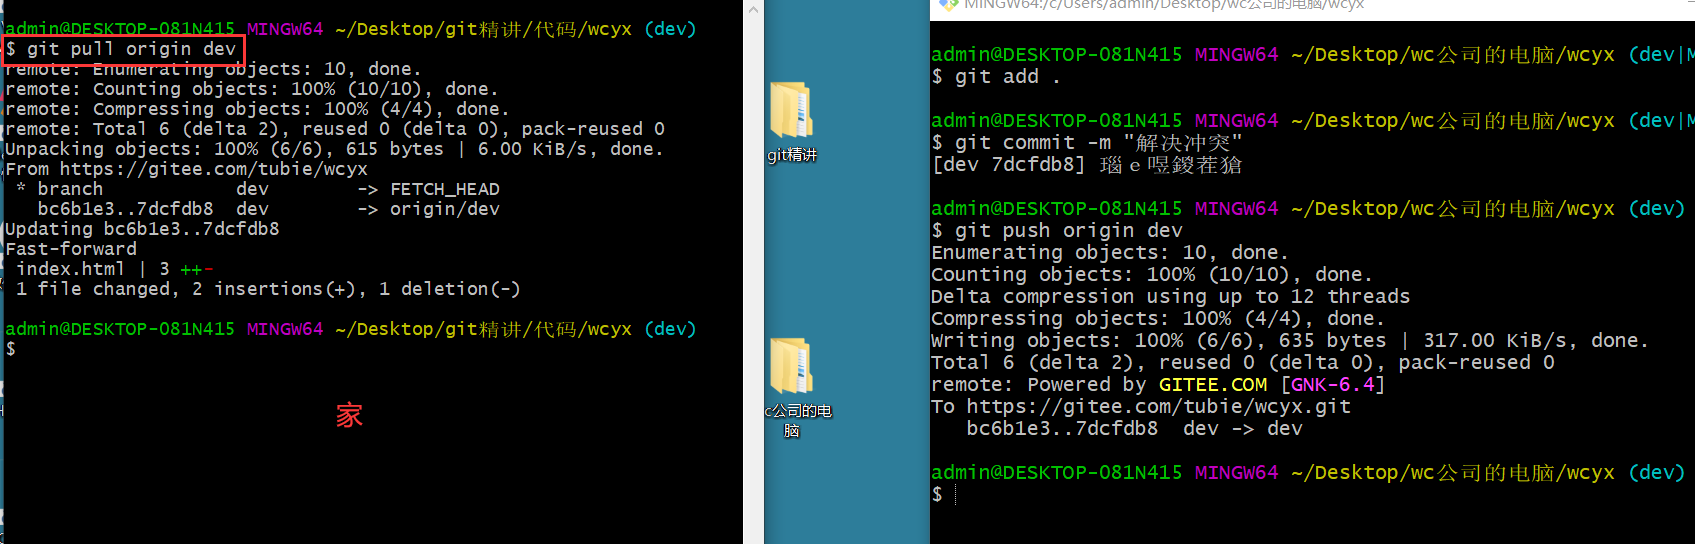 admin@DESKTOP-081N415 MINGW64 ~/Desktop/git精讲/代码/wcyx (dev)
$ git pull origin dev
remote: Enumerating objects: 10, done.
remote: Counting objects: 100% (10/10), done.
remote: Compressing objects: 100% (4/4), done.
remote: Total 6 (delta 2), reused 0 (delta 0), pack-reused 0
Unpacking objects: 100% (6/6), 615 bytes | 6.00 KiB/s, done.
From https://gitee.com/tubie/wcyx
 * branch            dev        -> FETCH_HEAD
   bc6b1e3..7dcfdb8  dev        -> origin/dev
Updating bc6b1e3..7dcfdb8
Fast-forward
 index.html | 3 ++-
 1 file changed, 2 insertions(+), 1 deletion(-)
admin@DESKTOP-081N415 MINGW64 ~/Desktop/git精讲/代码/wcyx (dev)
$
家
git精讲
c公司的电
脑
MINGW64:/c/Users/admin/Desktop/wc公司的电脑/wcyx
admin@DESKTOP-081N415 MINGW64 ~/Desktop/wc公司的电脑/wcyx (dev|M
$ git add .
admin@DESKTOP-081N415 MINGW64 ~/Desktop/wc公司的电脑/wcyx (dev|M
$ git commit -m "解决冲突"
[dev 7dcfdb8] 瑙ｅ喅鍐茬獊
admin@DESKTOP-081N415 MINGW64 ~/Desktop/wc公司的电脑/wcyx (dev)
$ git push origin dev
Enumerating objects: 10, done.
Counting objects: 100% (10/10), done.
Delta compression using up to 12 threads
Compressing objects: 100% (4/4), done.
Writing objects: 100% (6/6), 635 bytes | 317.00 KiB/s, done.
Total 6 (delta 2), reused 0 (delta 0), pack-reused 0
remote: Powered by GITEE.COM [GNK-6.4]
To https://gitee.com/tubie/wcyx.git
   bc6b1e3..7dcfdb8  dev -> dev
admin@DESKTOP-081N415 MINGW64 ~/Desktop/wc公司的电脑/wcyx (dev)
$